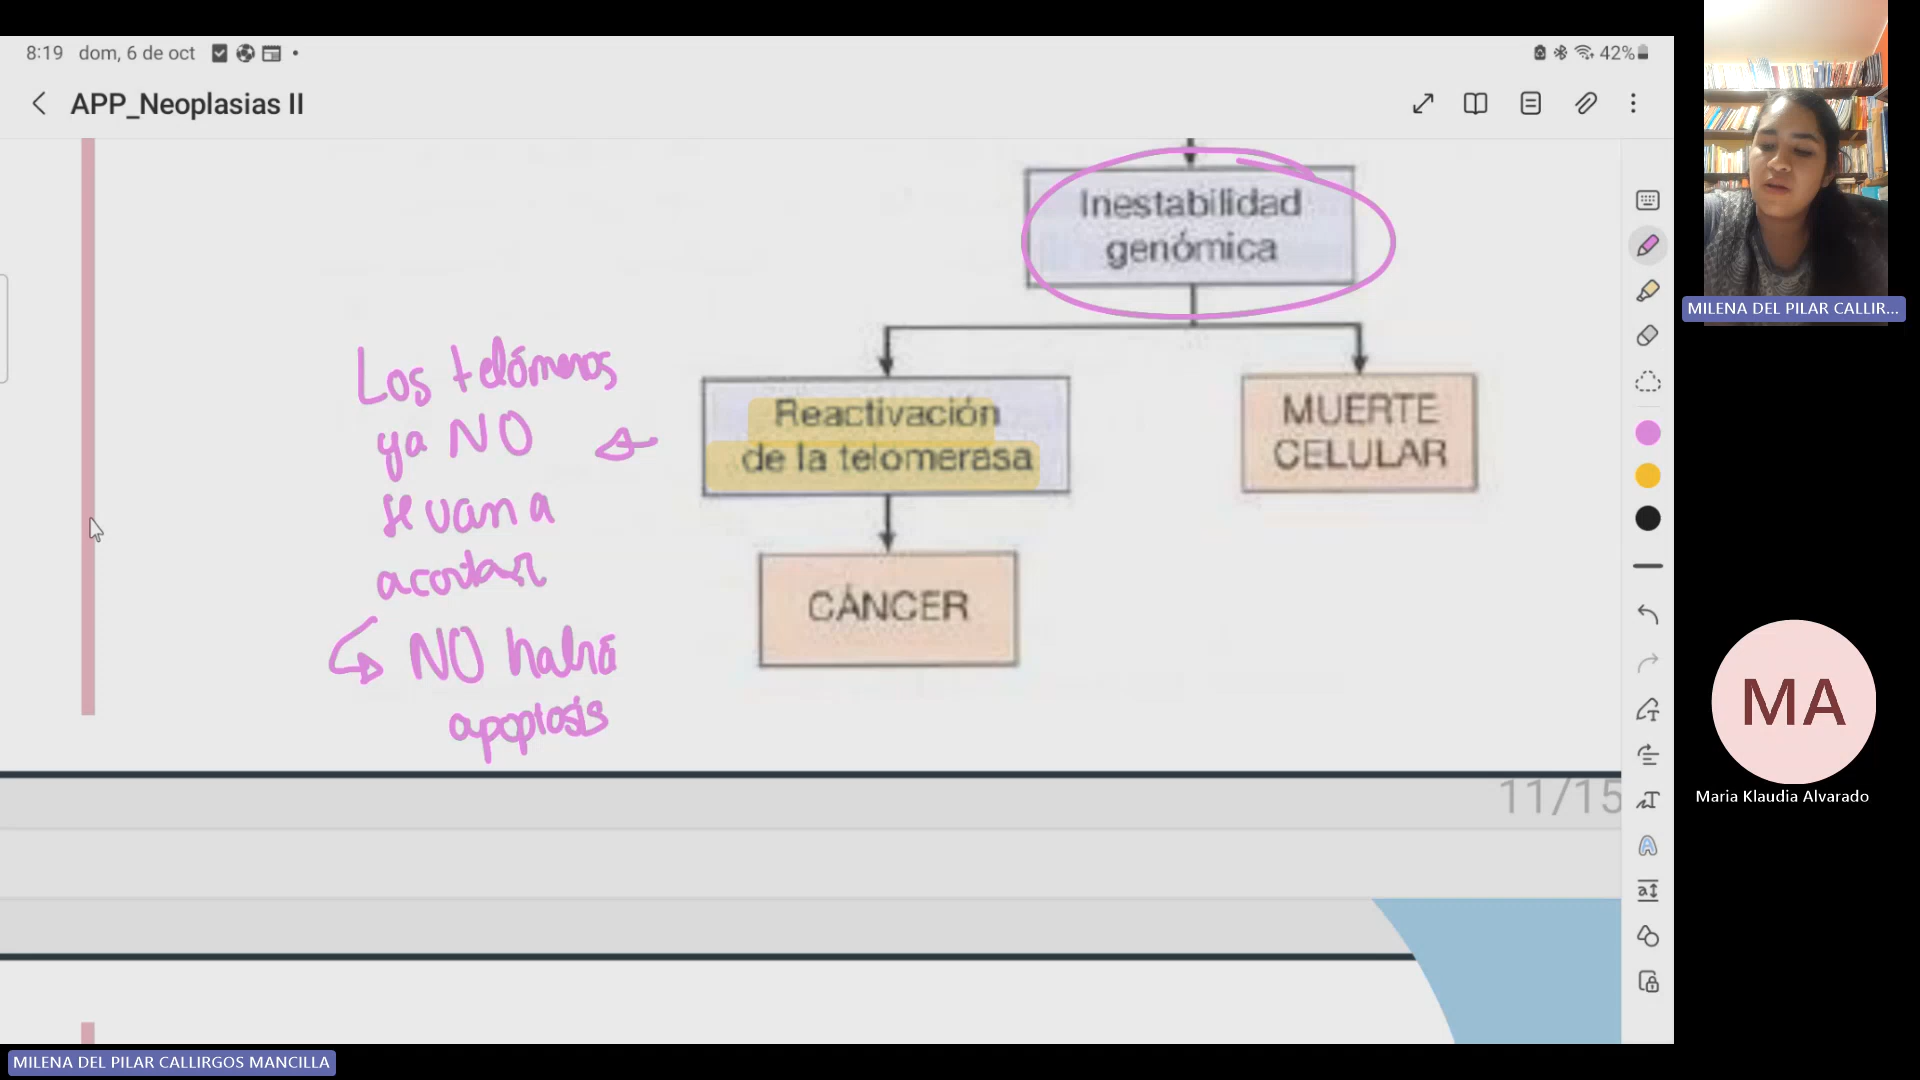 8:19 dom, 6 de oct
42%
APP_Neoplasias II
Inestabilidad
genómica
Los telómeros
ya NO
se van a
acortar
NO habrá
apoptosis
Reactivación
de la telomerasa
MUERTE
CELULAR
CÁNCER
11/15
MILENA DEL PILAR CALLIR...
MA
Maria Klaudia Alvarado
MILENA DEL PILAR CALLIRGOS MANCILLA